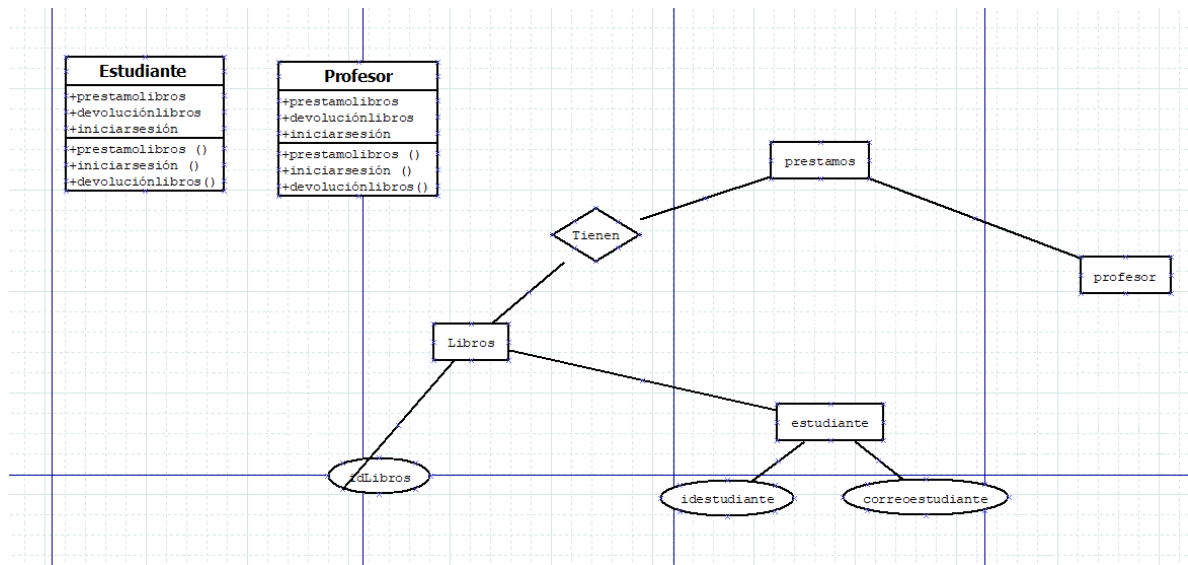 Estudiante
+prestamolibros
+devoluciónlibros
+iniciarsesión
+prestamolibros ()
+iniciarsesión ()
+devoluciónlibros()
Profesor
+prestamolibros
+devoluciónlibros
+iniciarsesión
+prestamolibros ()
+iniciarsesión ()
+devoluciónlibros()
prestamos
Tienen
profesor
Libros
estudiante
idLibros
idestudiante
correoestudiante